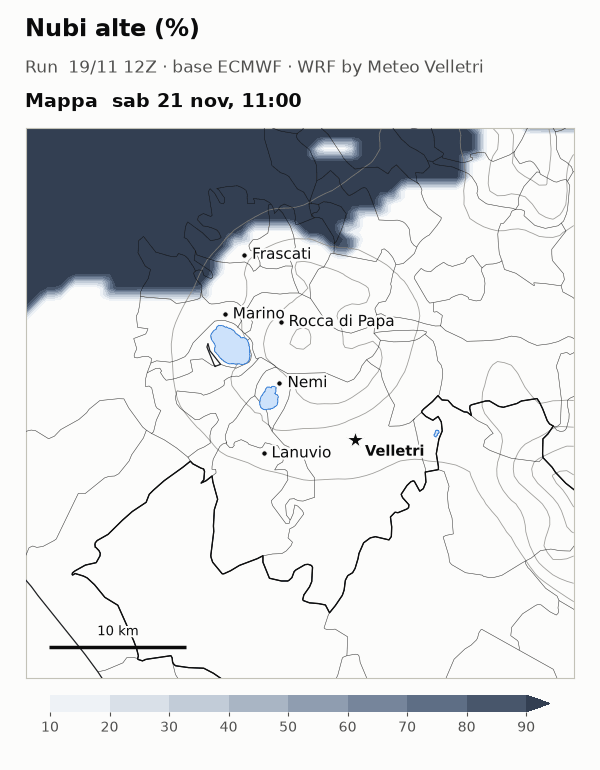 Nubi alte (%)
Run  19/11 12Z · base ECMWF · WRF by Meteo Velletri
Mappa  sab 21 nov, 11:00
Frascati
Marino
Rocca di Papa
Nemi
Velletri
Lanuvio
10 km
10 20 30 40 50 60 70 80 90